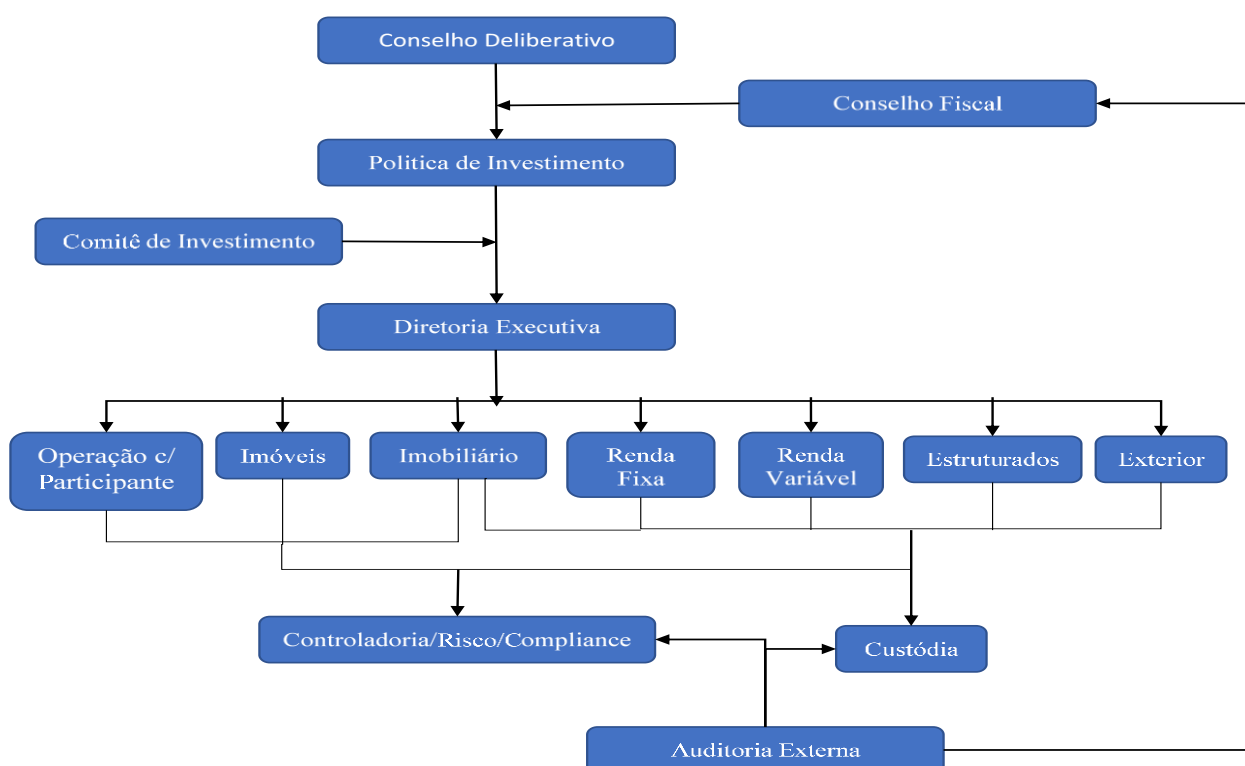 Conselho Deliberativo
Conselho Fiscal
Politica de Investimento
Comitê de Investimento
Diretoria Executiva
Operação c/
Participante
Imóveis
Imobiliário
Renda
Fixa
Renda
Variável
Estruturados
Exterior
Controladoria/Risco/Compliance
Custódia
Auditoria Externa